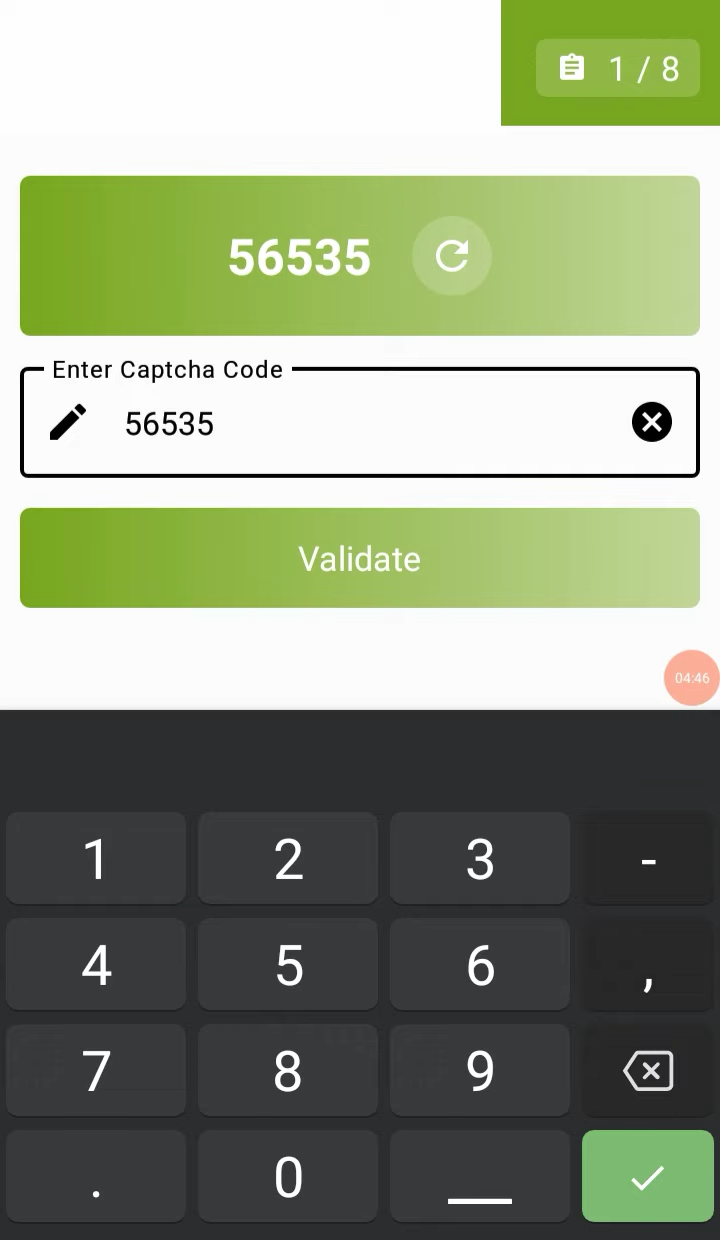 1 / 8
56535
Enter Captcha Code
56535
Validate
04:46
1 2 3 -
4 5 6 ,
7 8 9
. 0